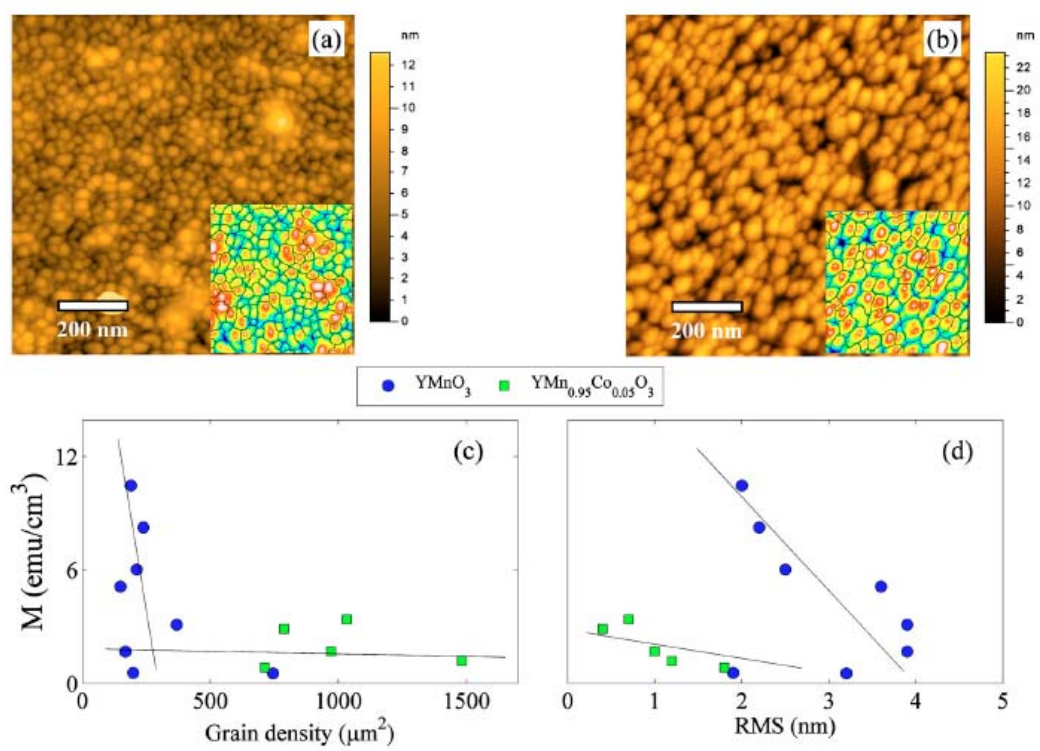 (a)
nm
12
10
9
8
7
6
5
4
3
2
1
0
200 nm
(b)
nm
22
20
18
16
14
12
10
8
6
4
2
0
200 nm
YMnO₃ YMn₀.₉₅Co₀.₀₅O₃
(c)
12
6
0
M (emu/cm³)
0 500 1000 1500
Grain density (μm²)
(d)
0 1 2 3 4 5
RMS (nm)